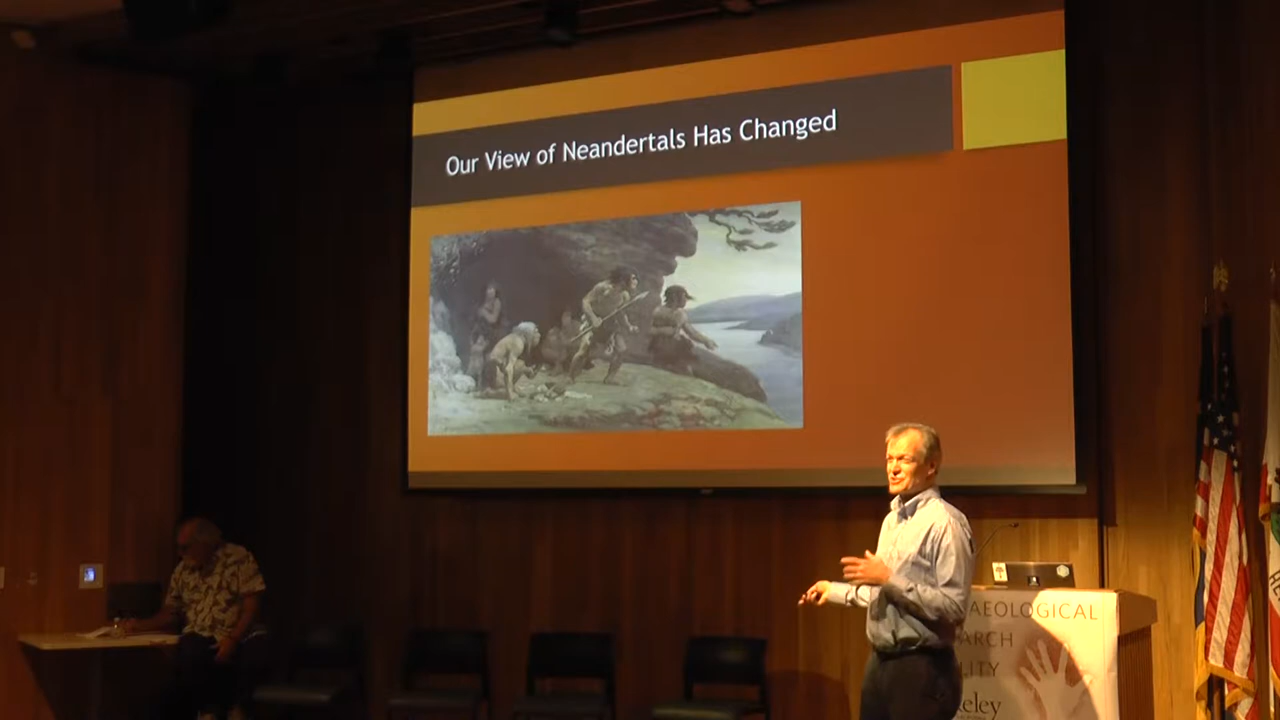 Our View of Neandertals Has Changed
AEOLOGICAL
ARCH
LITY
keley